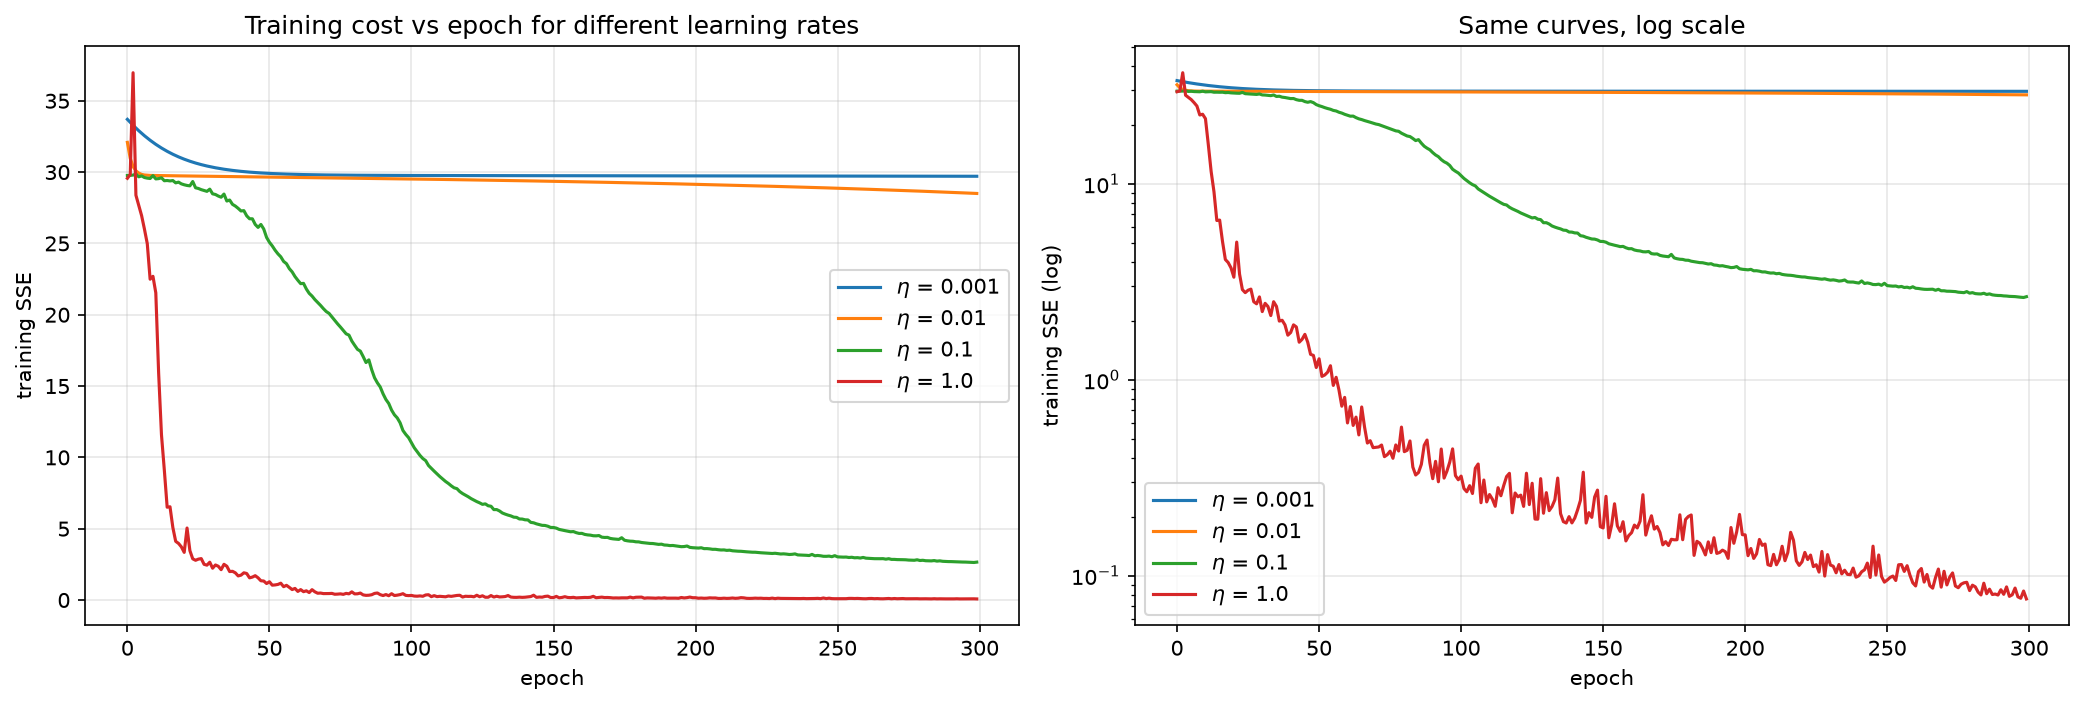 Training cost vs epoch for different learning rates
training SSE
35
30
25
20
15
10
5
0
η = 0.001
η = 0.01
η = 0.1
η = 1.0
0 50 100 150 200 250 300
epoch
Same curves, log scale
training SSE (log)
10¹
10⁰
10⁻¹
η = 0.001
η = 0.01
η = 0.1
η = 1.0
0 50 100 150 200 250 300
epoch